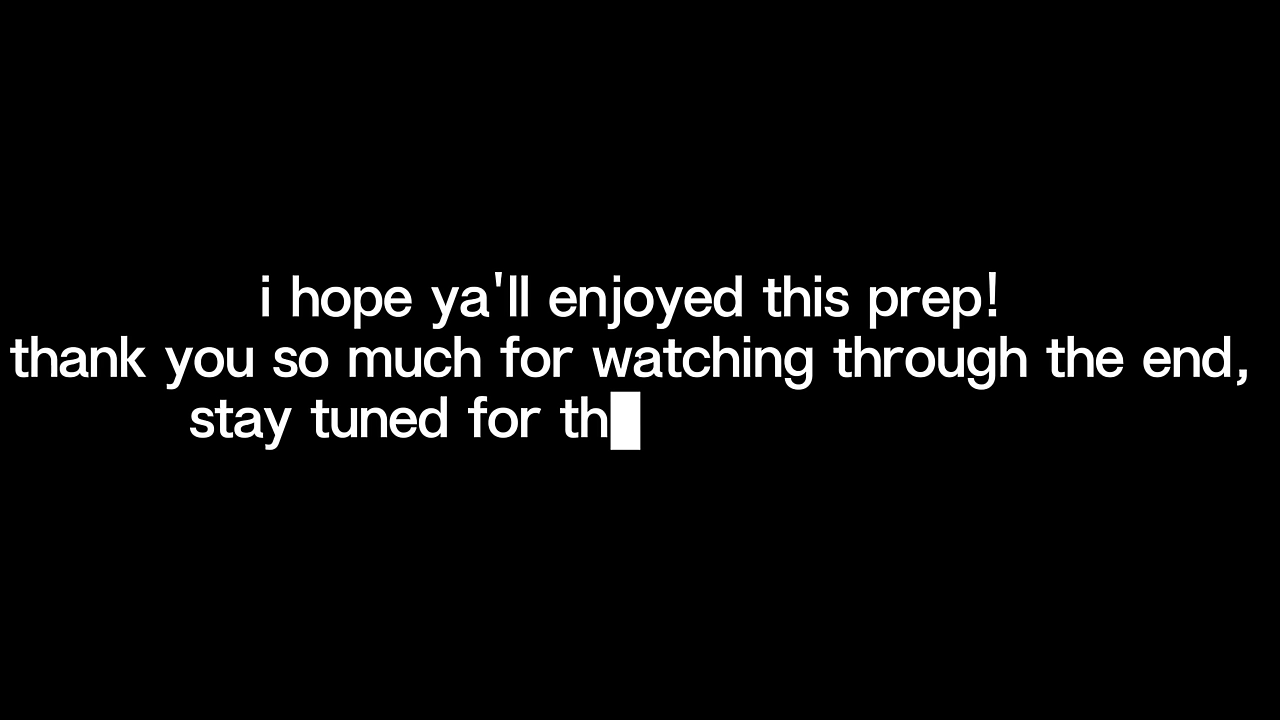 i hope ya'll enjoyed this prep!
thank you so much for watching through the end,
stay tuned for th